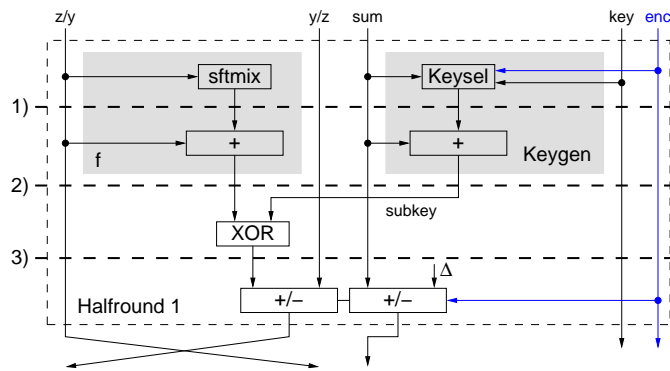 z/y y/z sum key enc
sftmix Keysel
1)
+ +
f Keygen
2)
subkey
XOR
3)
Δ
+/− +/−
Halfround 1